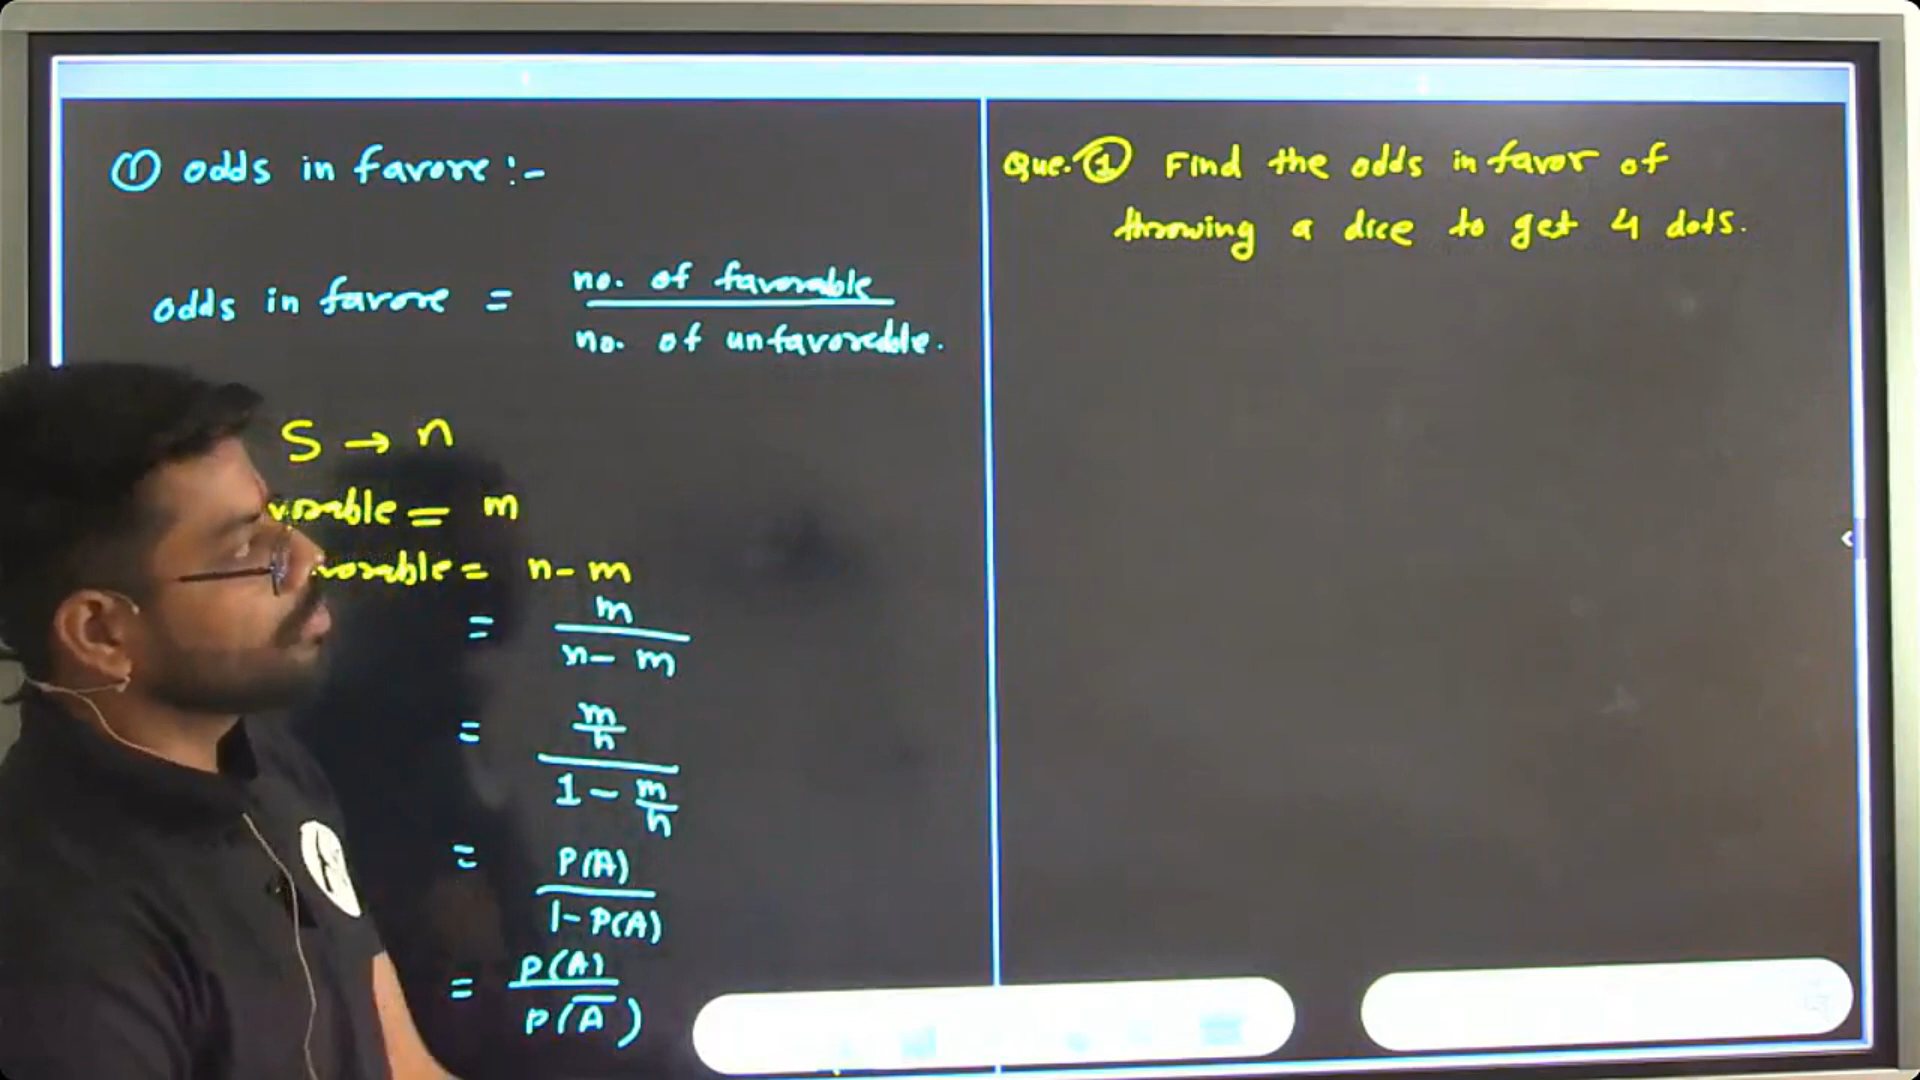 ① odds in favore :-
odds in favore = no. of favorable
no. of unfavoreable.
S → n
vorable = m
vorable = n - m
= m
n - m
= m/n
1 - m/n
= P(A)
1 - P(A)
= P(A)
P(A̅)
Que. ① Find the odds in favor of
throwing a dice to get 4 dots.